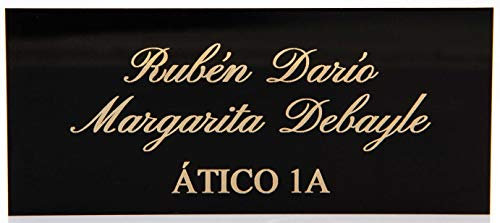 Rubén Darío
Margarita Debayle
ÁTICO 1A